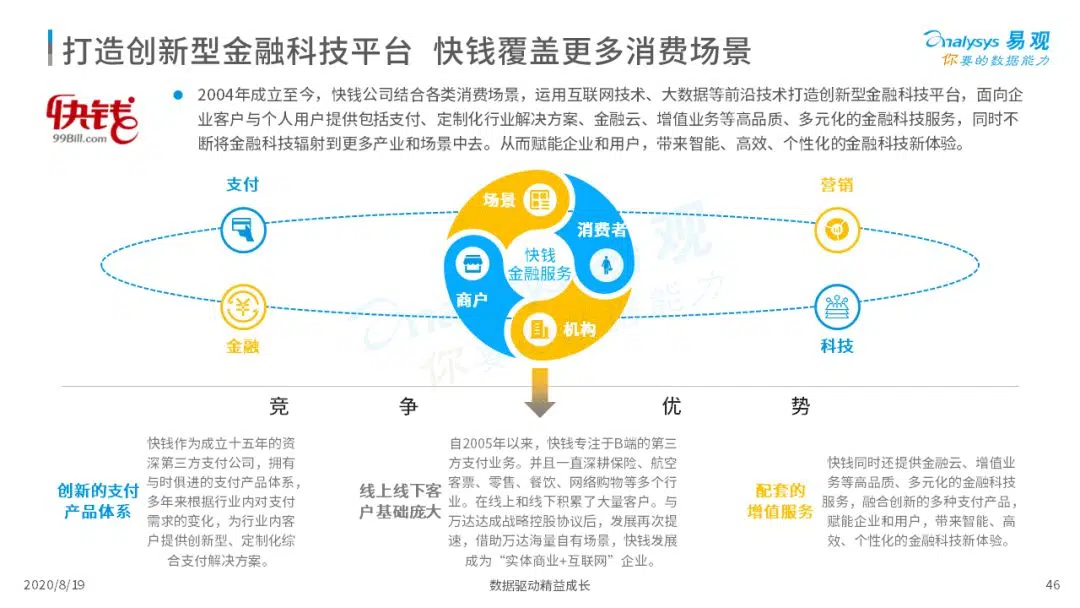 打造创新型金融科技平台 快钱覆盖更多消费场景
nalysys 易观
你要的数据能力
快钱
99Bill.com
2004年成立至今，快钱公司结合各类消费场景，运用互联网技术、大数据等前沿技术打造创新型金融科技平台，面向企
业客户与个人用户提供包括支付、定制化行业解决方案、金融云、增值业务等高品质、多元化的金融科技服务，同时不
断将金融科技辐射到更多产业和场景中去。从而赋能企业和用户，带来智能、高效、个性化的金融科技新体验。
支付
营销
场景
消费者
快钱
金融服务
商户
机构
金融
科技
竞 争 优 势
创新的支付
产品体系
快钱作为成立十五年的资
深第三方支付公司，拥有
与时俱进的支付产品体系，
多年来根据行业内对支付
需求的变化，为行业内客
户提供创新型、定制化综
合支付解决方案。
线上线下客
户基础庞大
自2005年以来，快钱专注于B端的第三
方支付业务。并且一直深耕保险、航空
客票、零售、餐饮、网络购物等多个行
业。在线上和线下积累了大量客户。与
万达达成战略控股协议后，发展再次提
速，借助万达海量自有场景，快钱发展
成为“实体商业+互联网”企业。
配套的
增值服务
快钱同时还提供金融云、增值业
务等高品质、多元化的金融科技
服务，融合创新的多种支付产品，
赋能企业和用户，带来智能、高
效、个性化的金融科技新体验。
2020/8/19
数据驱动精益成长
46